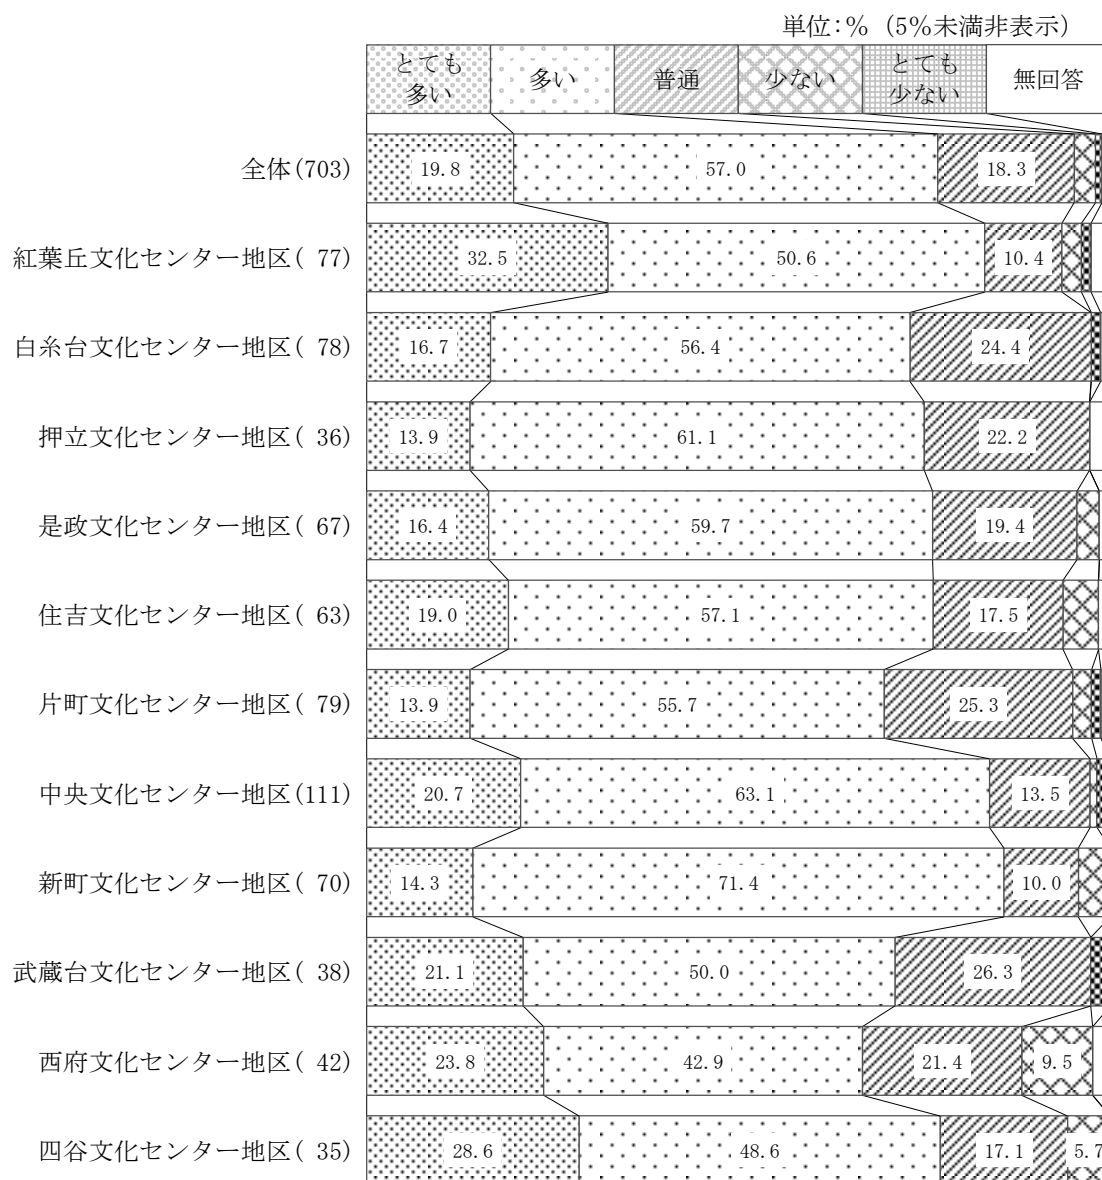 単位:％ (5％未満非表示)
とても多い 多い 普通 少ない とても少ない 無回答
全体(703) 19.8 57.0 18.3
紅葉丘文化センター地区( 77) 32.5 50.6 10.4
白糸台文化センター地区( 78) 16.7 56.4 24.4
押立文化センター地区( 36) 13.9 61.1 22.2
是政文化センター地区( 67) 16.4 59.7 19.4
住吉文化センター地区( 63) 19.0 57.1 17.5
片町文化センター地区( 79) 13.9 55.7 25.3
中央文化センター地区(111) 20.7 63.1 13.5
新町文化センター地区( 70) 14.3 71.4 10.0
武蔵台文化センター地区( 38) 21.1 50.0 26.3
西府文化センター地区( 42) 23.8 42.9 21.4 9.5
四谷文化センター地区( 35) 28.6 48.6 17.1 5.7